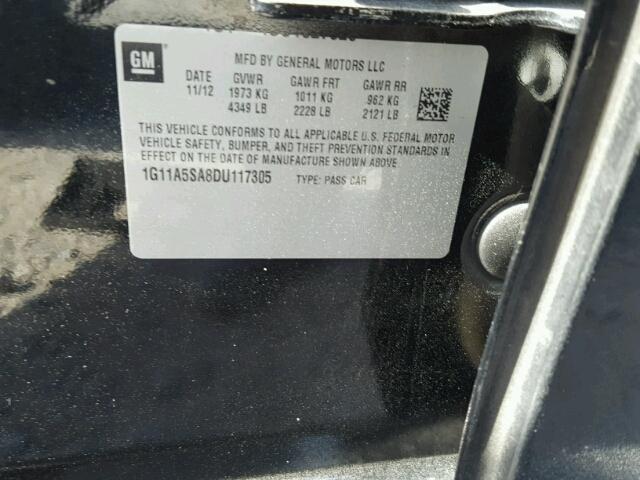 GM
MFD BY GENERAL MOTORS LLC
DATE GVWR GAWR FRT GAWR RR
11/12 1973 KG 1011 KG 962 KG
4349 LB 2228 LB 2121 LB
THIS VEHICLE CONFORMS TO ALL APPLICABLE U.S. FEDERAL MOTOR
VEHICLE SAFETY, BUMPER, AND THEFT PREVENTION STANDARDS IN
EFFECT ON THE DATE OF MANUFACTURE SHOWN ABOVE.
1G11A5SA8DU117305 TYPE: PASS CAR